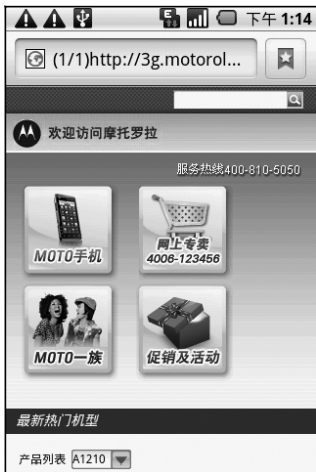 下午 1:14
(1/1)http://3g.motorol...
欢迎访问摩托罗拉
服务热线400-810-5050
MOTO手机
网上专卖
4006-123456
MOTO一族
促销及活动
最新热门机型
产品列表 A1210